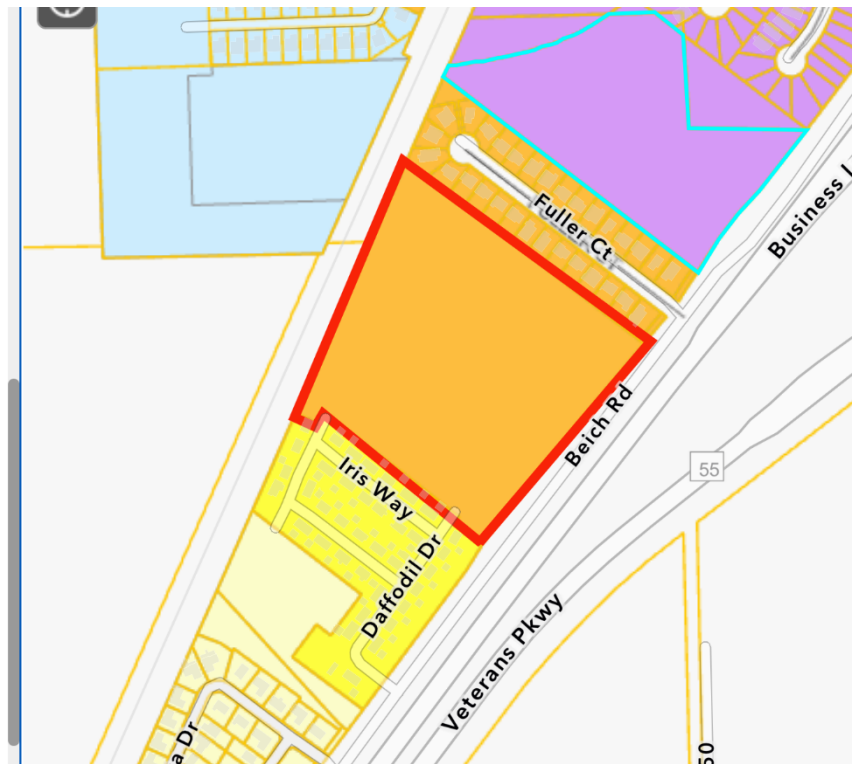 Business L
Fuller Ct
Beich Rd
55
Iris Way
Daffodil Dr
Veterans Pkwy
a Dr
50